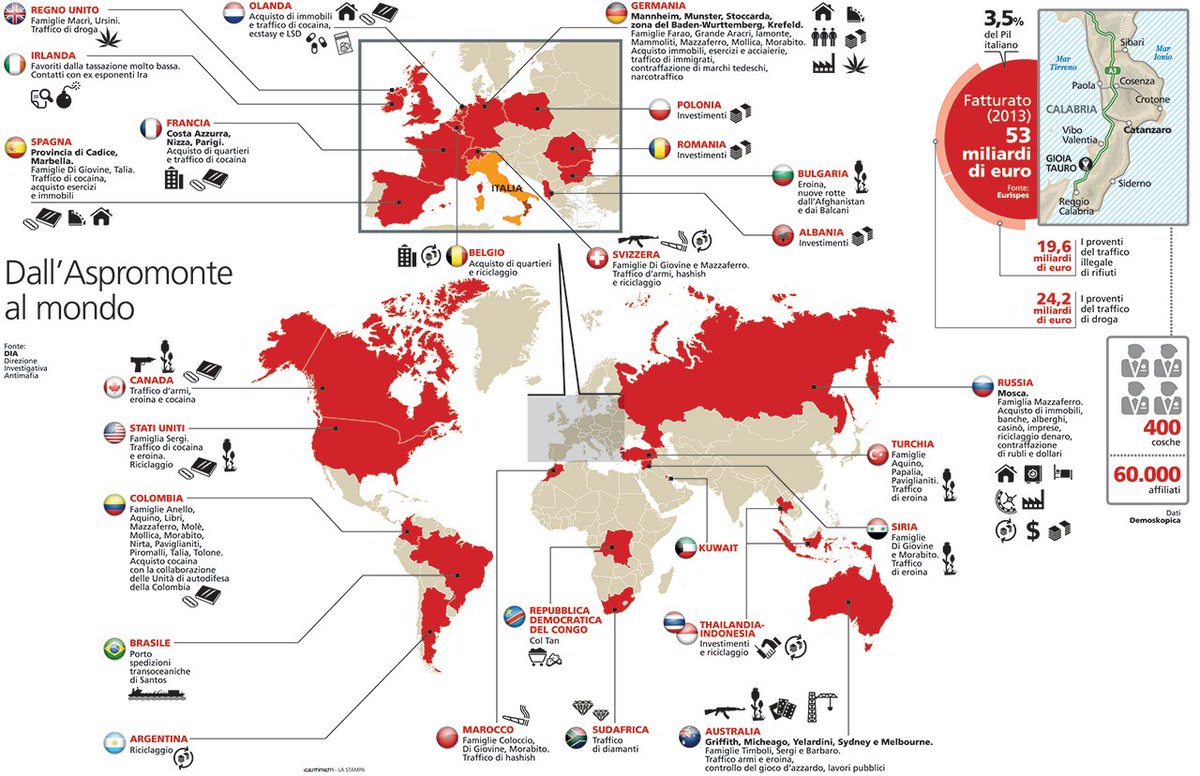 REGNO UNITO
Famiglie Macrì, Ursini.
Traffico di droga
IRLANDA
Favoriti dalla tassazione molto bassa.
Contatti con ex esponenti Ira
SPAGNA
Provincia di Cadice,
Marbella.
Famiglie Di Giovine, Talia.
Traffico di cocaina,
acquisto esercizi
e immobili
FRANCIA
Costa Azzurra,
Nizza, Parigi.
Acquisto di quartieri
e traffico di cocaina
OLANDA
Acquisto di immobili
e traffico di cocaina,
ecstasy e LSD
GERMANIA
Mannheim, Munster, Stoccarda,
zona del Baden-Wurttemberg, Krefeld.
Famiglie Farao, Grande Aracri, Iamonte,
Mammoliti, Mazzaferro, Mollica, Morabito.
Acquisto immobili, esercizi e acciaierie,
traffico di immigrati,
contraffazione di marchi tedeschi,
narcotraffico
POLONIA
Investimenti
ROMANIA
Investimenti
BULGARIA
Eroina,
nuove rotte
dall'Afghanistan
e dai Balcani
ALBANIA
Investimenti
ITALIA
BELGIO
Acquisto di quartieri
e riciclaggio
SVIZZERA
Famiglie Di Giovine e Mazzaferro.
Traffico d'armi, hashish
e riciclaggio
3,5%
del Pil
italiano
Fatturato
(2013)
53
miliardi
di euro
Fonte:
Eurispes
Mar
Tirreno
Mar
Ionio
Sibari
A3
Paola
Cosenza
Crotone
CALABRIA
Catanzaro
Vibo
Valentia
GIOIA
TAURO
Siderno
Reggio
Calabria
19,6
miliardi
di euro
I proventi
del traffico
illegale
di rifiuti
24,2
miliardi
di euro
I proventi
del traffico
di droga
400
cosche
60.000
affiliati
Dati
Demoskopica
Dall'Aspromonte
al mondo
Fonte:
DIA
Direzione
Investigativa
Antimafia
CANADA
Traffico d'armi,
eroina e cocaina
STATI UNITI
Famiglia Sergi.
Traffico di cocaina
e eroina.
Riciclaggio
COLOMBIA
Famiglie Anello,
Aquino, Libri,
Mazzaferro, Molè,
Mollica, Morabito,
Nirta, Paviglianiti,
Piromalli, Talia, Tolone.
Acquisto cocaina
con la collaborazione
delle Unità di autodifesa
della Colombia
BRASILE
Porto
spedizioni
transoceaniche
di Santos
ARGENTINA
Riciclaggio
RUSSIA
Mosca.
Famiglia Mazzaferro.
Acquisto di immobili,
banche, alberghi,
casinò, imprese,
riciclaggio denaro,
contraffazione
di rubli e dollari
$
TURCHIA
Famiglie
Aquino,
Papalia,
Paviglianiti.
Traffico
di eroina
SIRIA
Famiglie
Di Giovine
e Morabito.
Traffico
di eroina
KUWAIT
REPUBBLICA
DEMOCRATICA
DEL CONGO
Col Tan
THAILANDIA-
INDONESIA
Investimenti
e riciclaggio
MAROCCO
Famiglie Coloccio,
Di Giovine, Morabito.
Traffico di hashish
SUDAFRICA
Traffico
di diamanti
AUSTRALIA
Griffith, Micheago, Yelardini, Sydney e Melbourne.
Famiglie Timboli, Sergi e Barbaro.
Traffico armi e eroina,
controllo del gioco d'azzardo, lavori pubblici
centimetri - LA STAMPA